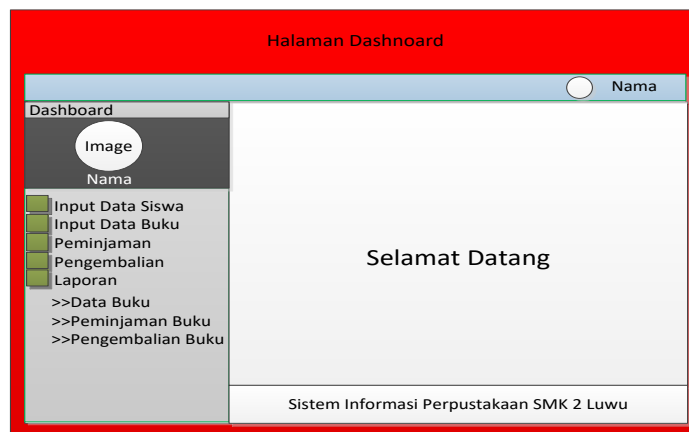 Halaman Dashnoard
Nama
Dashboard
Image
Nama
Input Data Siswa
Input Data Buku
Peminjaman
Pengembalian
Laporan
>>Data Buku
>>Peminjaman Buku
>>Pengembalian Buku
Selamat Datang
Sistem Informasi Perpustakaan SMK 2 Luwu